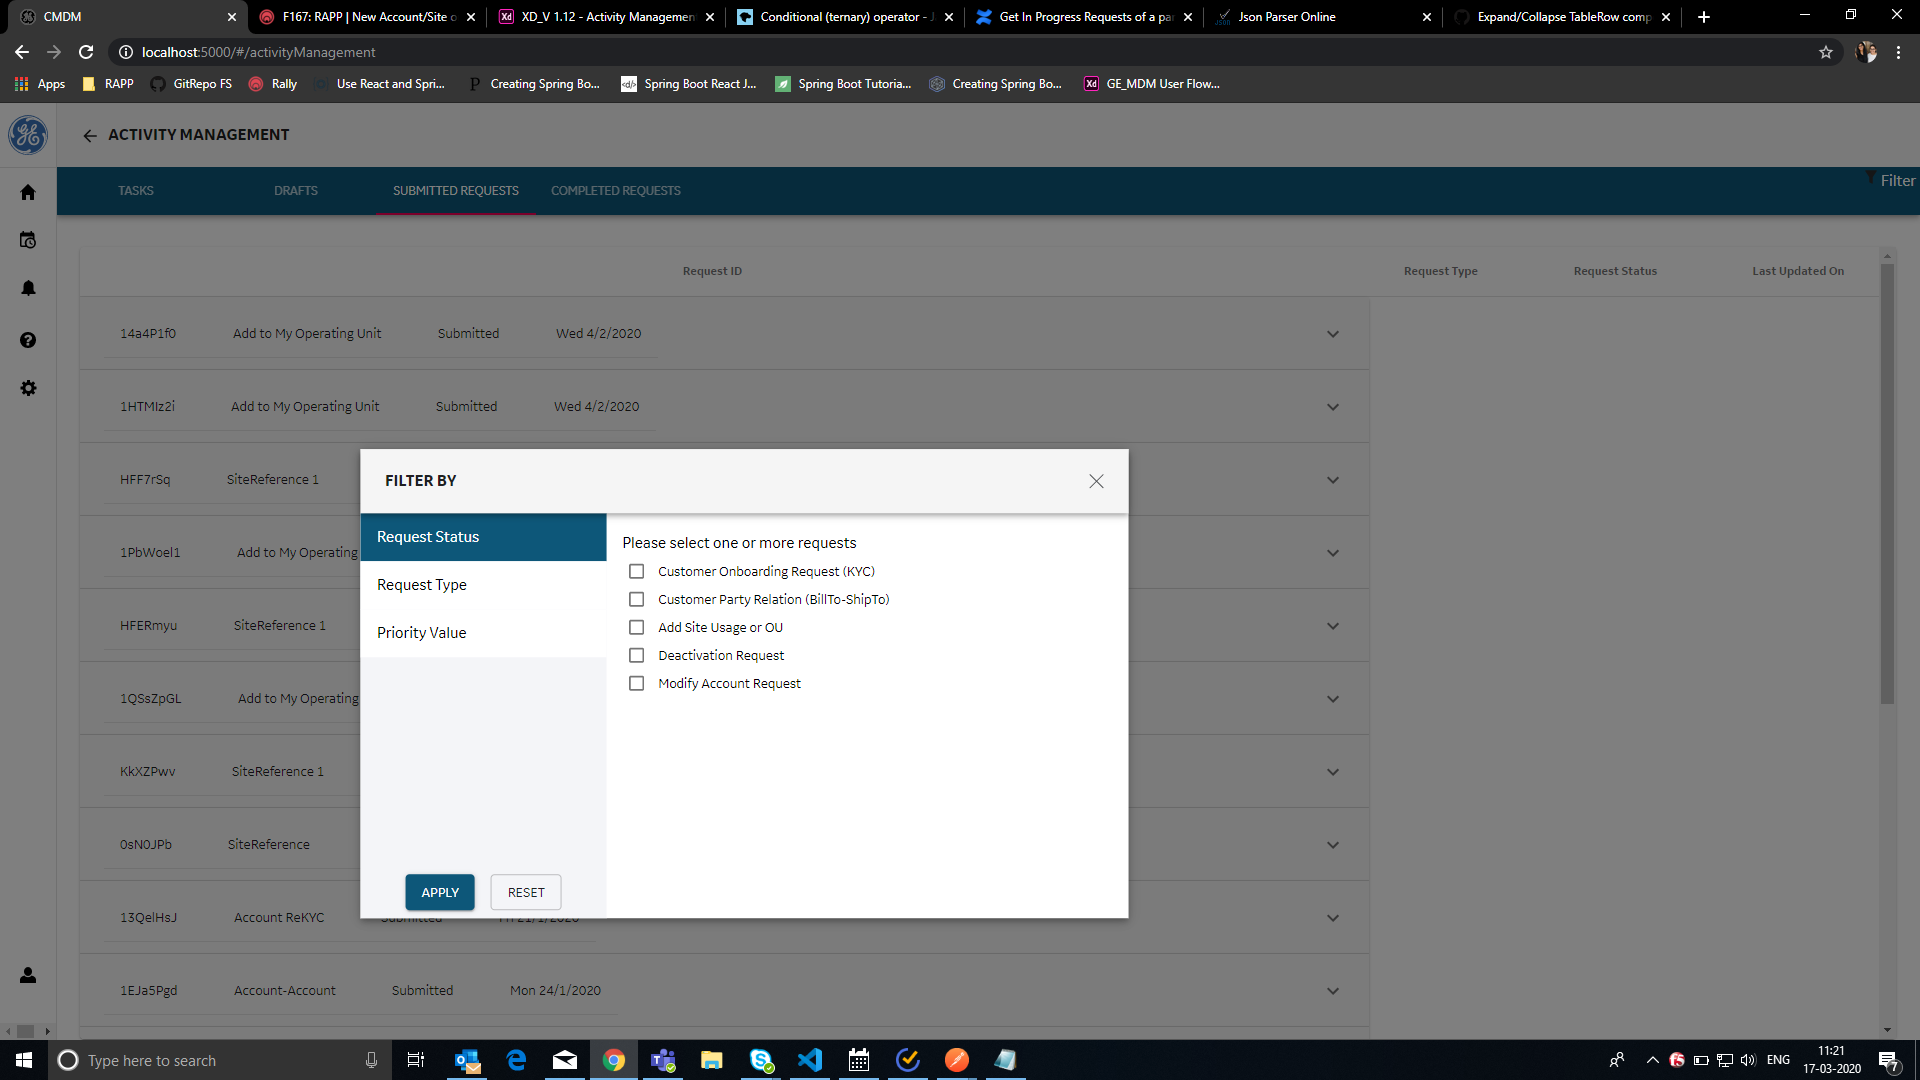 CMDM
F167: RAPP | New Account/Site o
XD_V 1.12 - Activity Management
Conditional (ternary) operator - J
Get In Progress Requests of a pa
Json Parser Online
Expand/Collapse TableRow comp
localhost:5000/#/activityManagement
Apps
RAPP
GitRepo FS
Rally
Use React and Spri...
Creating Spring Bo...
Spring Boot React J...
Spring Boot Tutoria...
Creating Spring Bo...
GE_MDM User Flow...
ACTIVITY MANAGEMENT
TASKS DRAFTS SUBMITTED REQUESTS COMPLETED REQUESTS
Filter
Request ID Request Type Request Status Last Updated On
14a4P1f0 Add to My Operating Unit Submitted Wed 4/2/2020
1HTMIz2i Add to My Operating Unit Submitted Wed 4/2/2020
HFF7rSq SiteReference 1
1PbWoel1 Add to My Operating
HFERmyu SiteReference 1
1QSsZpGL Add to My Operating
KkXZPwv SiteReference 1
0sN0JPb SiteReference
13QelHsJ Account ReKYC Submitted Fri 21/1/2020
1EJa5Pgd Account-Account Submitted Mon 24/1/2020
FILTER BY
Request Status
Request Type
Priority Value
Please select one or more requests
Customer Onboarding Request (KYC)
Customer Party Relation (BillTo-ShipTo)
Add Site Usage or OU
Deactivation Request
Modify Account Request
APPLY RESET
Type here to search
ENG
11:21
17-03-2020
7